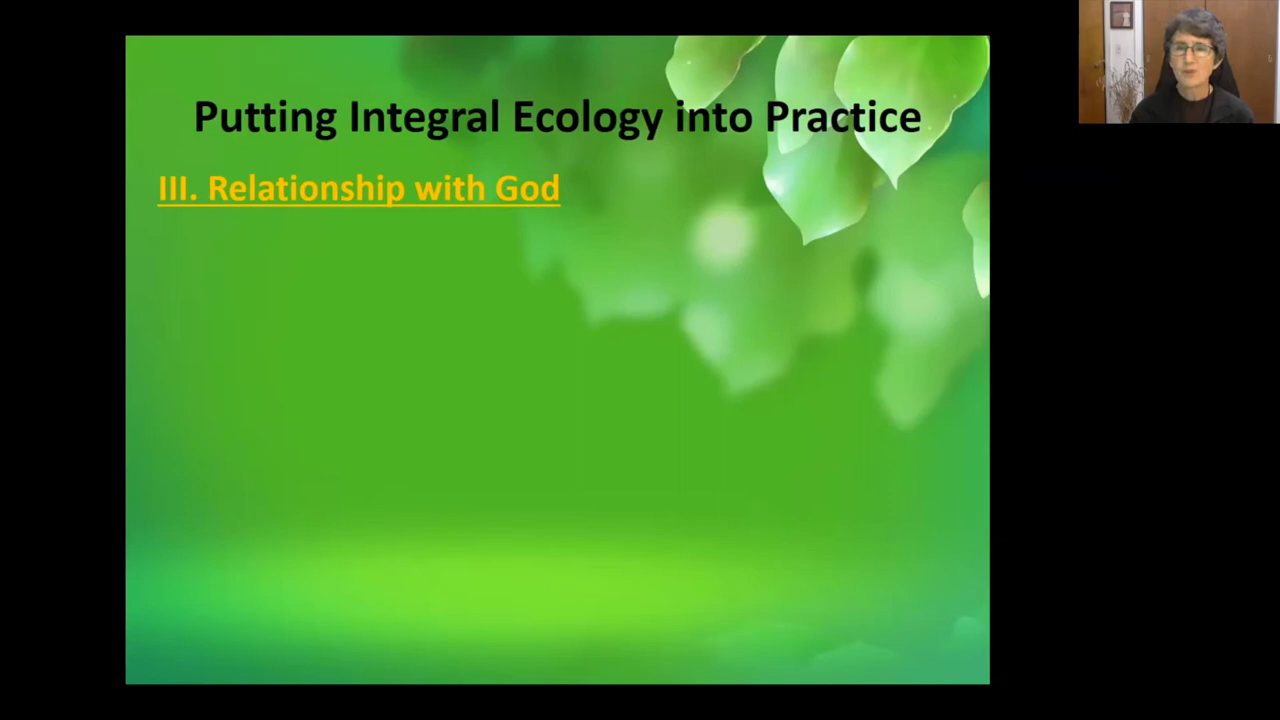 Putting Integral Ecology into Practice
III. Relationship with God